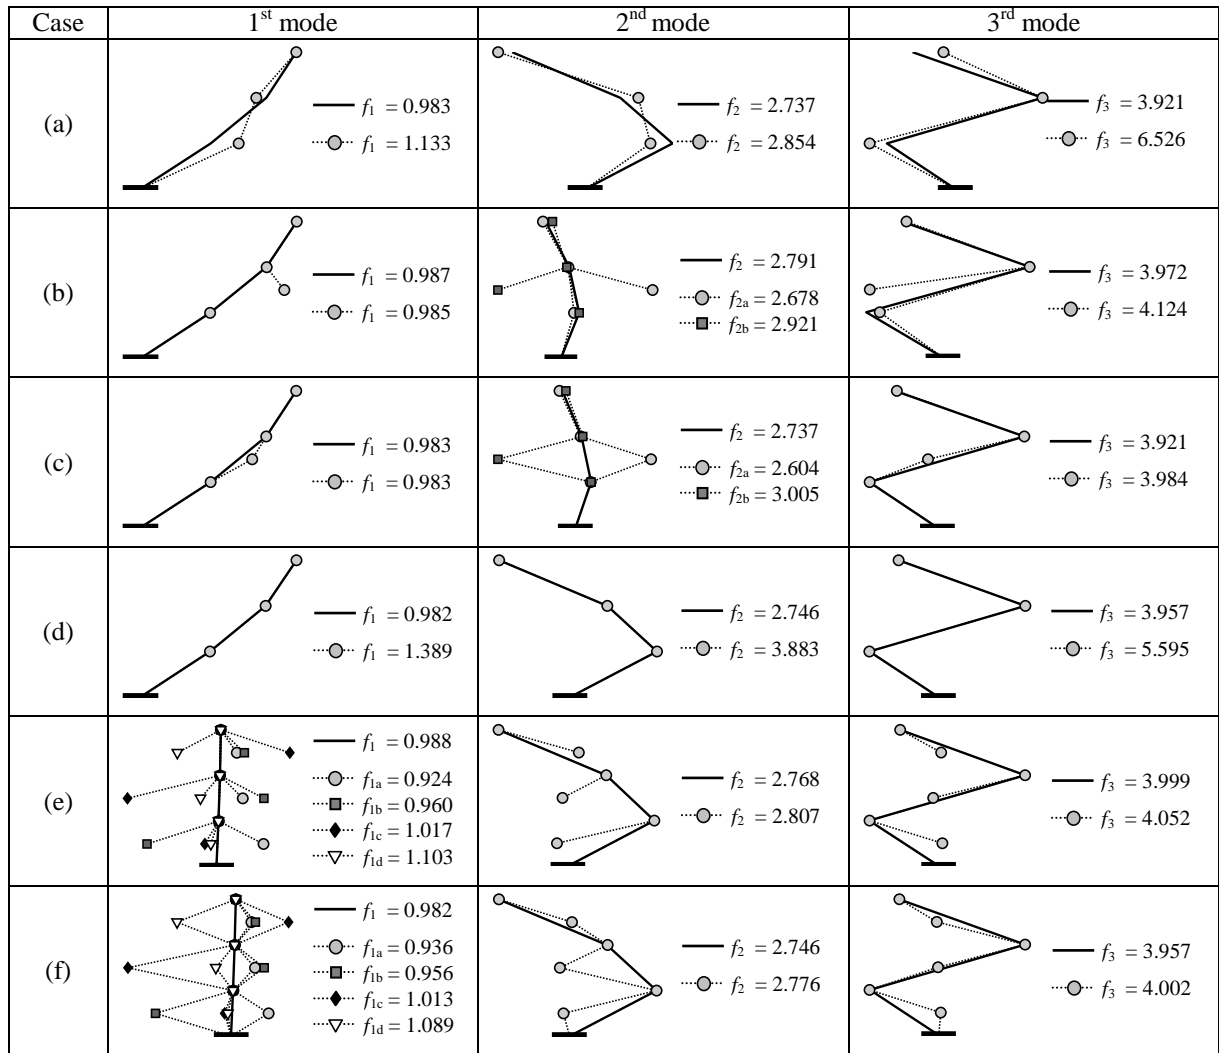 Case 1st mode 2nd mode 3rd mode
(a)
f1 = 0.983
f1 = 1.133
f2 = 2.737
f2 = 2.854
f3 = 3.921
f3 = 6.526
(b)
f1 = 0.987
f1 = 0.985
f2 = 2.791
f2a = 2.678
f2b = 2.921
f3 = 3.972
f3 = 4.124
(c)
f1 = 0.983
f1 = 0.983
f2 = 2.737
f2a = 2.604
f2b = 3.005
f3 = 3.921
f3 = 3.984
(d)
f1 = 0.982
f1 = 1.389
f2 = 2.746
f2 = 3.883
f3 = 3.957
f3 = 5.595
(e)
f1 = 0.988
f1a = 0.924
f1b = 0.960
f1c = 1.017
f1d = 1.103
f2 = 2.768
f2 = 2.807
f3 = 3.999
f3 = 4.052
(f)
f1 = 0.982
f1a = 0.936
f1b = 0.956
f1c = 1.013
f1d = 1.089
f2 = 2.746
f2 = 2.776
f3 = 3.957
f3 = 4.002